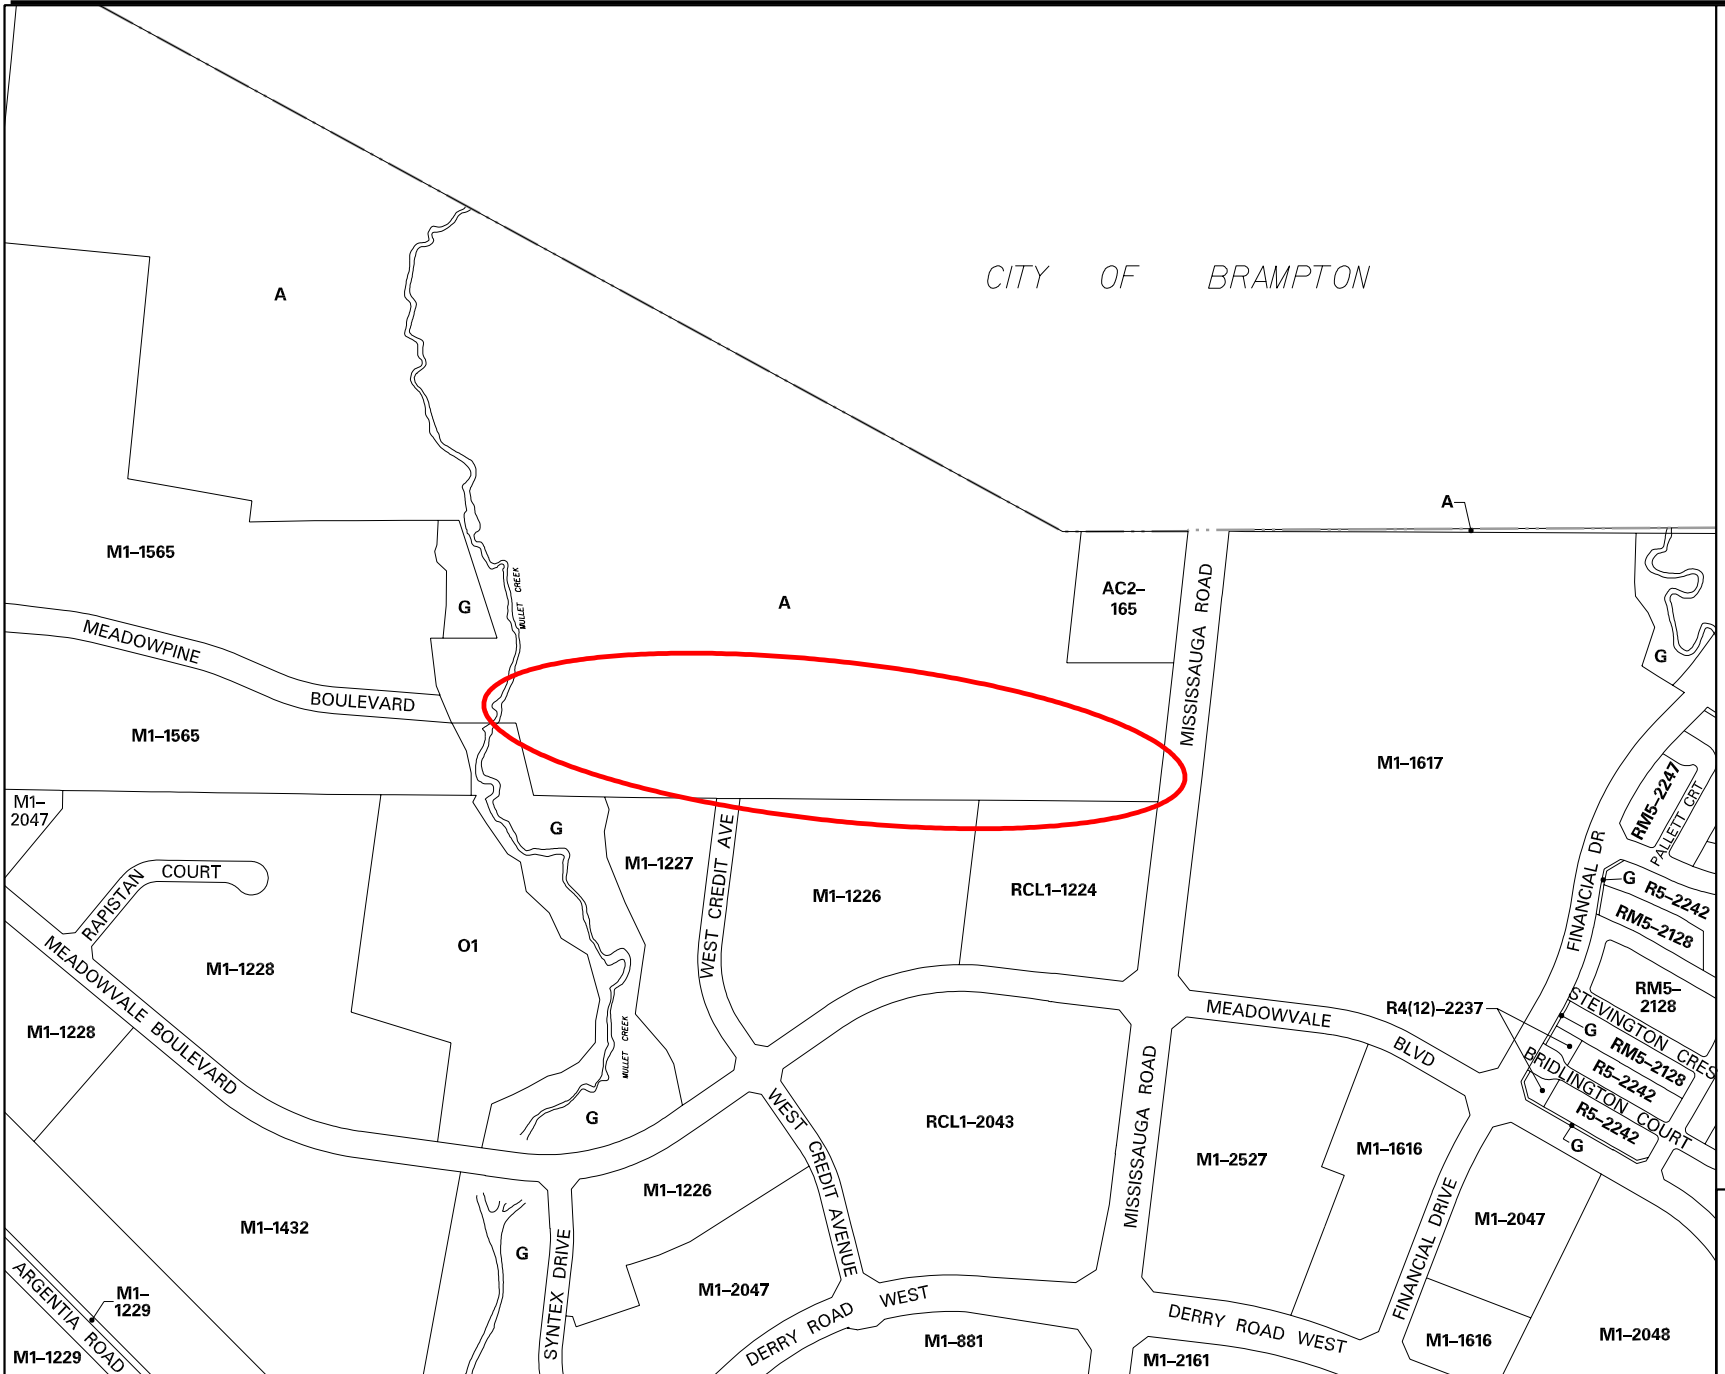 CITY OF BRAMPTON
A
A
M1–1565
AC2–
165
MULLET CREEK
G
A
MISSISSAUGA ROAD
MEADOWPINE
BOULEVARD
G
M1–1565
M1–1617
RM5–2247
PALLETT CRT
M1–
2047
G
M1–1227
WEST CREDIT AVE
M1–1226
RCL1–1224
FINANCIAL DR
G
R5–2242
RM5–2128
RAPISTAN
COURT
O1
M1–1228
MEADOWVALE BOULEVARD
M1–1228
MULLET CREEK
MEADOWVALE
BLVD
R4(12)–2237
RM5–
2128
STEVINGTON CRES
G
RM5–2128
R5–2242
BRIDLINGTON COURT
R5–2242
G
G
WEST CREDIT AVENUE
RCL1–2043
MISSISSAUGA ROAD
M1–2527
M1–1616
M1–1226
M1–1432
G
SYNTEX DRIVE
M1–2047
FINANCIAL DRIVE
M1–2047
ARGENTIA ROAD
M1–
1229
M1–1229
DERRY ROAD WEST
M1–881
DERRY ROAD WEST
M1–2161
M1–1616
M1–2048